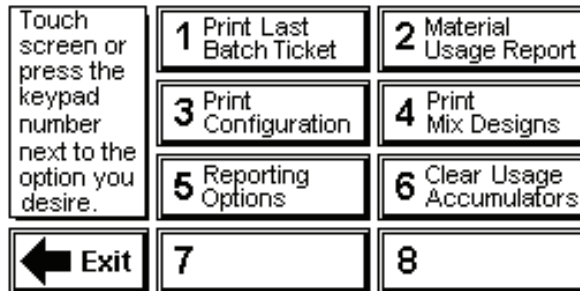 Touch
screen or
press the
keypad
number
next to the
option you
desire.
1 Print Last
Batch Ticket
2 Material
Usage Report
3 Print
Configuration
4 Print
Mix Designs
5 Reporting
Options
6 Clear Usage
Accumulators
Exit
7
8